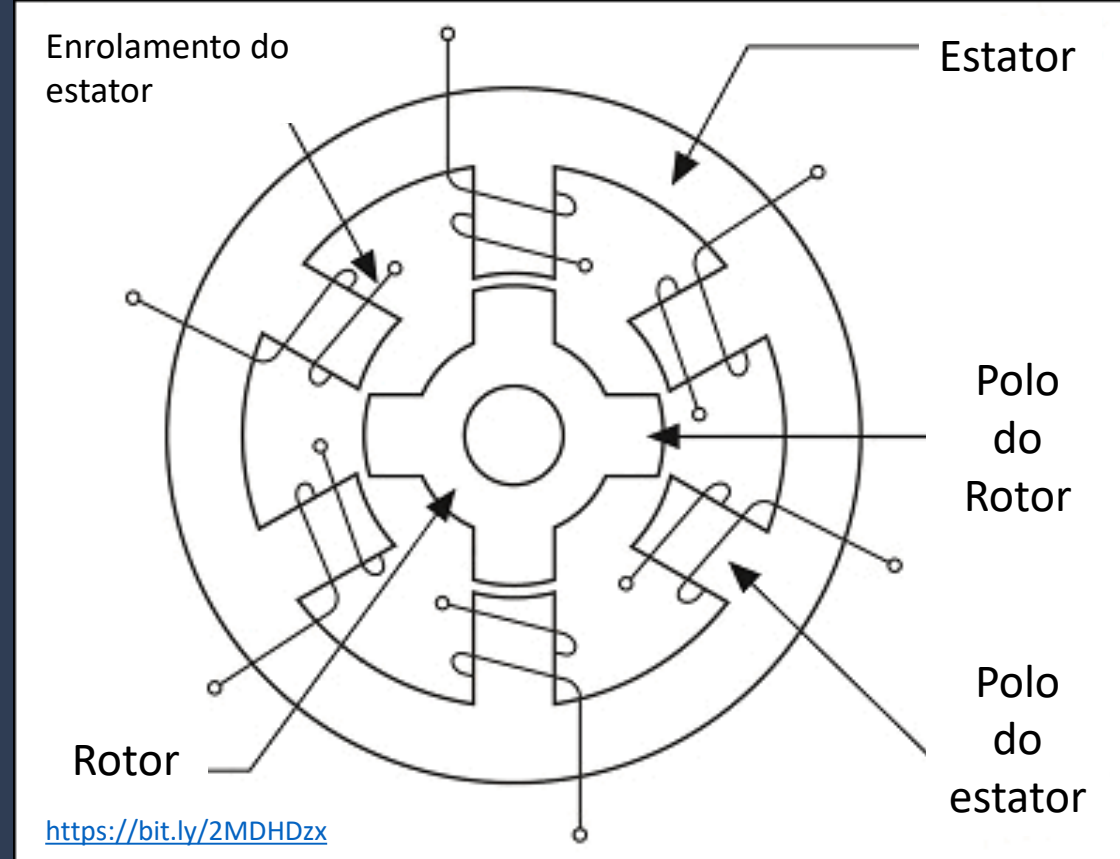 Enrolamento do
estator
Estator
Polo
do
Rotor
Polo
do
estator
Rotor
https://bit.ly/2MDHDzx